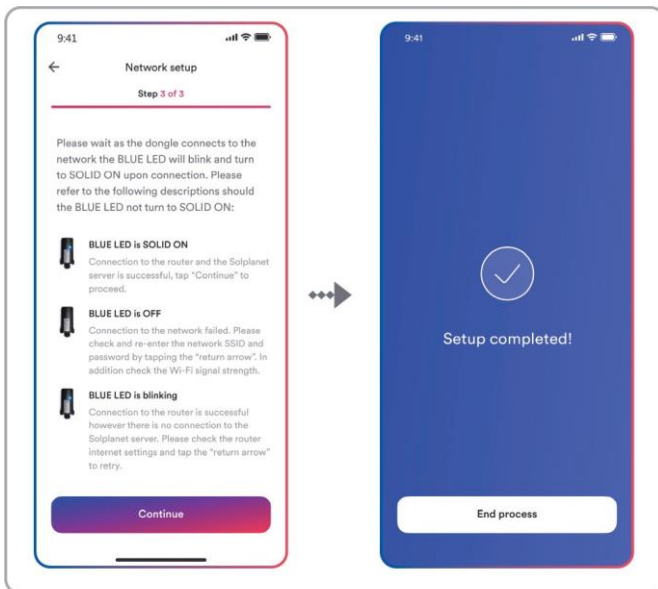 9:41
Network setup
Step 3 of 3
Please wait as the dongle connects to the
network the BLUE LED will blink and turn
to SOLID ON upon connection. Please
refer to the following descriptions should
the BLUE LED not turn to SOLID ON:
BLUE LED is SOLID ON
Connection to the router and the Solplanet
server is successful, tap “Continue” to
proceed.
BLUE LED is OFF
Connection to the network failed. Please
check and re-enter the network SSID and
password by tapping the “return arrow”. In
addition check the Wi-Fi signal strength.
BLUE LED is blinking
Connection to the router is successful
however there is no connection to the
Solplanet server. Please check the router
internet settings and tap the “return arrow”
to retry.
Continue
9:41
Setup completed!
End process